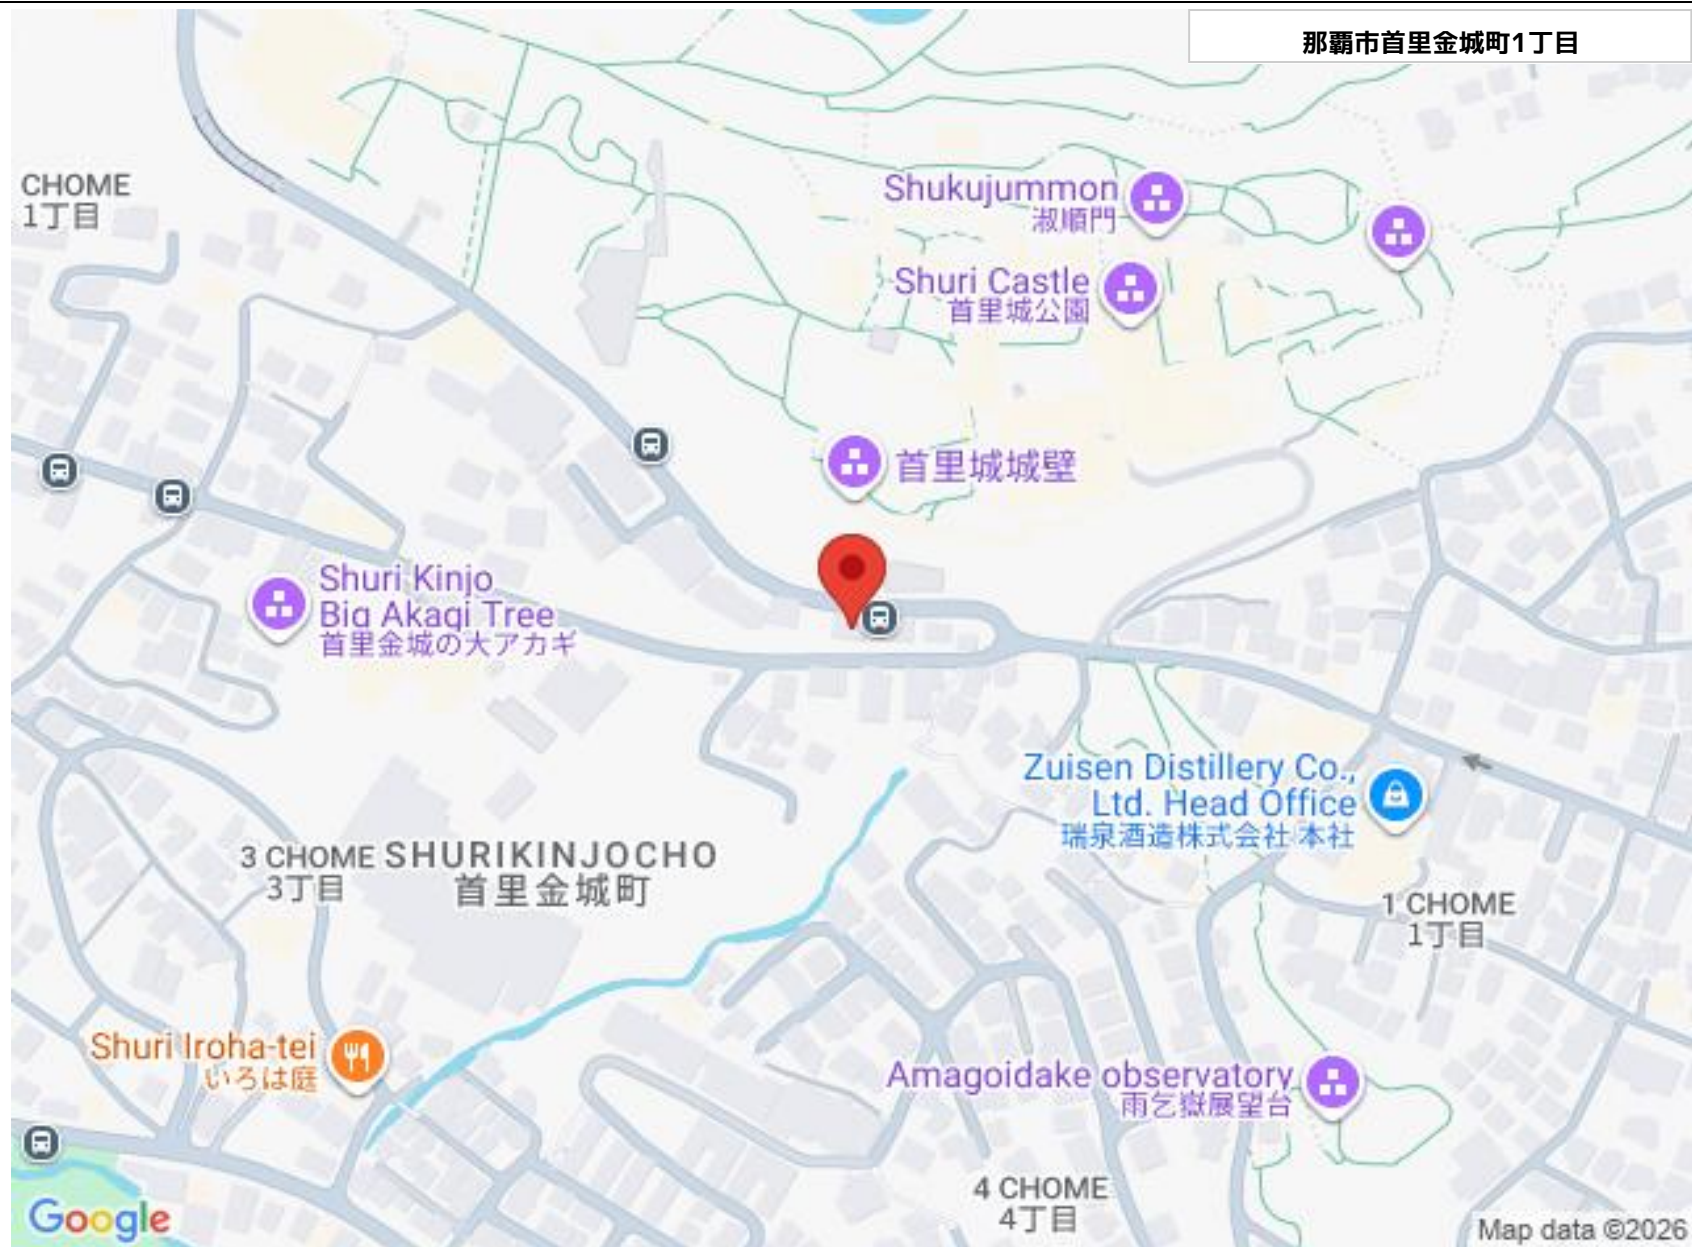 那覇市首里金城町1丁目
CHOME
1丁目
Shukujummon
淑順門
Shuri Castle
首里城公園
首里城城壁
Shuri Kinjo
Big Akagi Tree
首里金城の大アカギ
Zuisen Distillery Co.,
Ltd. Head Office
瑞泉酒造株式会社 本社
3 CHOME
3丁目
SHURIKINJOCHO
首里金城町
1 CHOME
1丁目
Shuri Iroha-tei
いろは庭
Amagoidake observatory
雨乞嶽展望台
4 CHOME
4丁目
Google
Map data ©2026